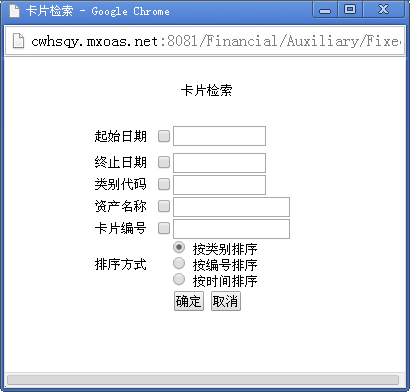 卡片检索 - Google Chrome
cwhsqy.mxoas.net:8081/Financial/Auxiliary/Fixe
卡片检索
起始日期
终止日期
类别代码
资产名称
卡片编号
排序方式
按类别排序
按编号排序
按时间排序
确定 取消